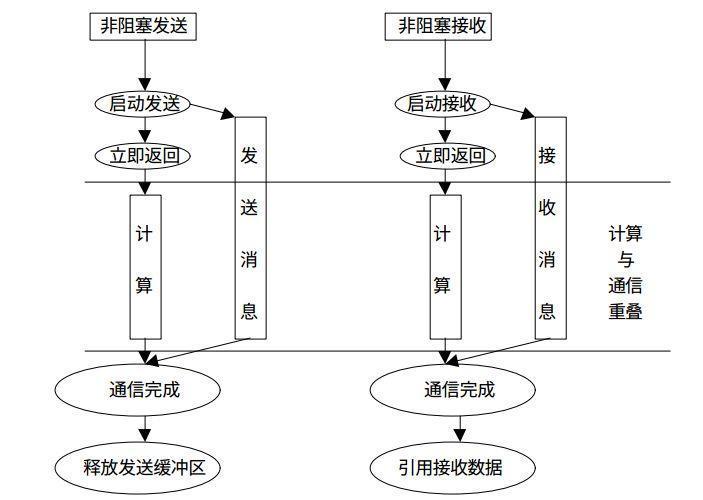 非阻塞发送
非阻塞接收
启动发送
启动接收
立即返回
立即返回
发送消息
接收消息
计算
计算
计算
与
通信
重叠
通信完成
通信完成
释放发送缓冲区
引用接收数据